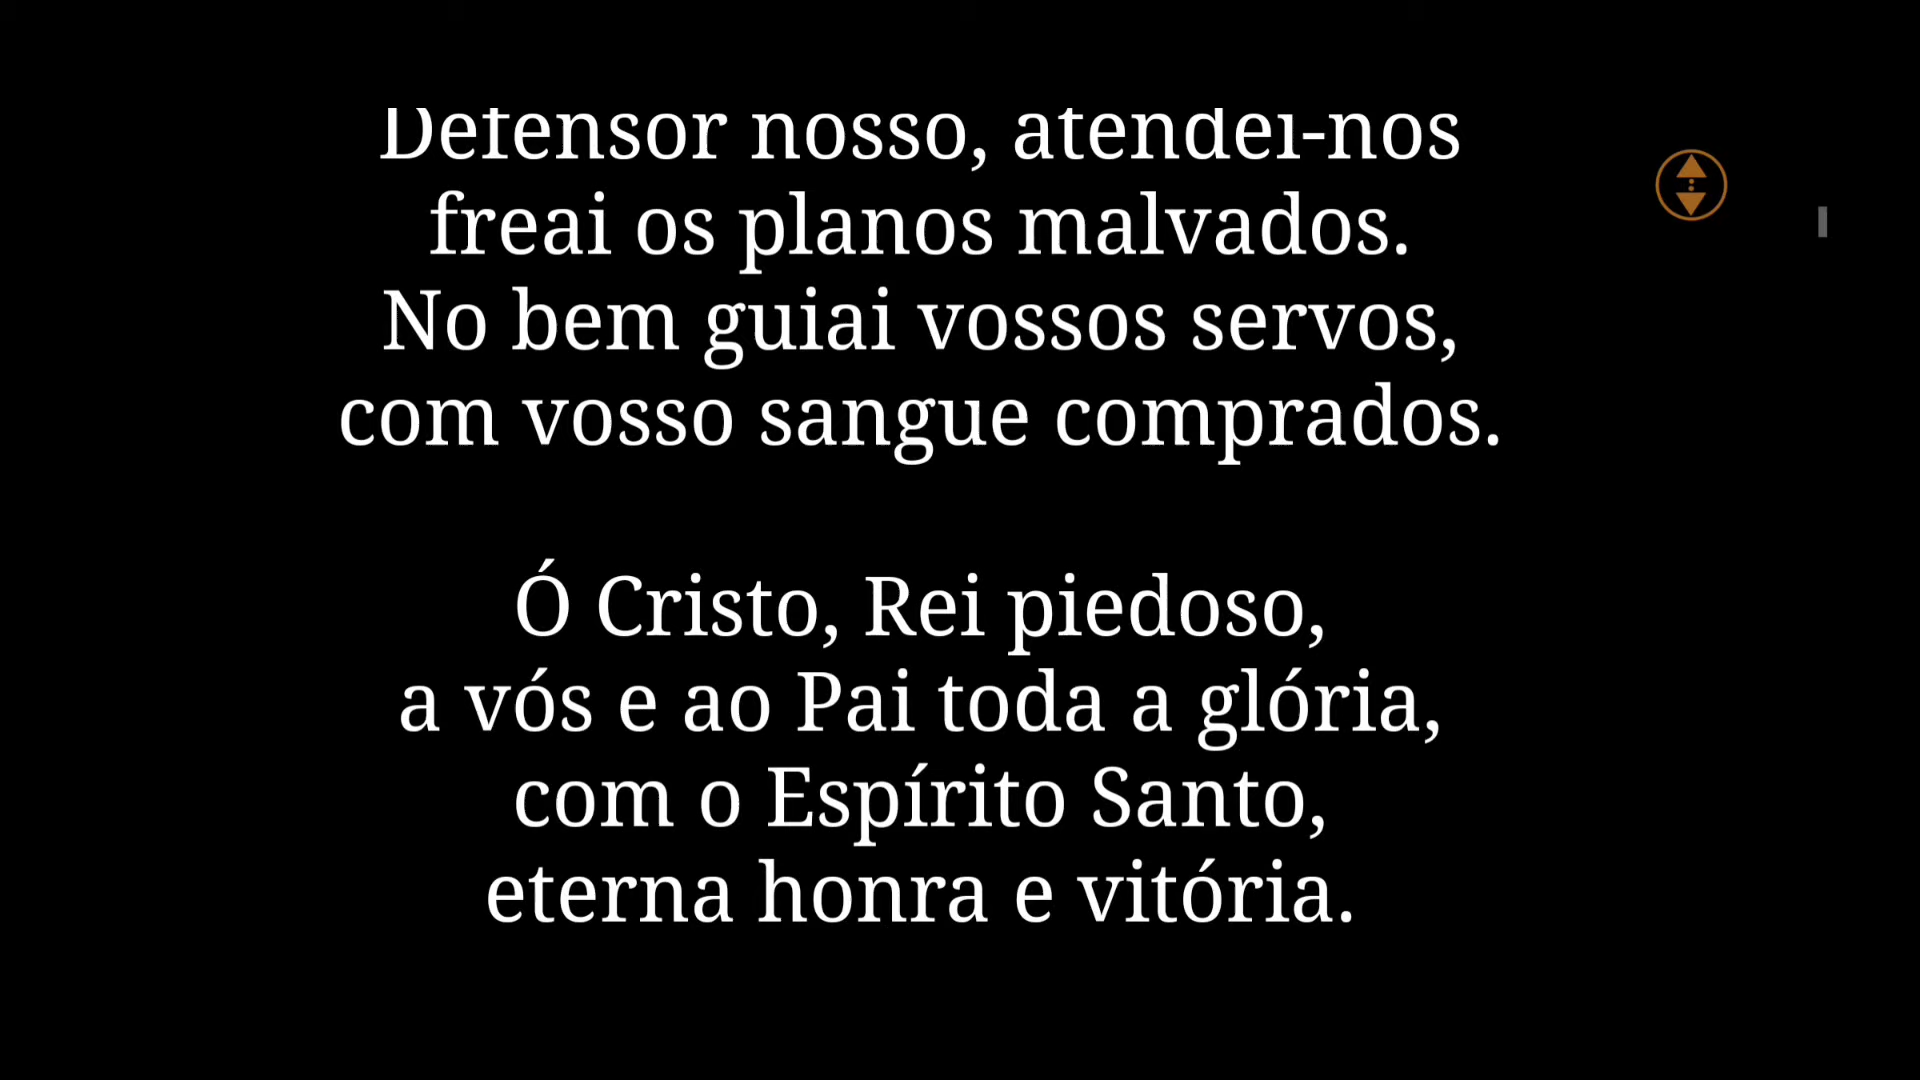 Defensor nosso, atendei-nos
freai os planos malvados.
No bem guiai vossos servos,
com vosso sangue comprados.
Ó Cristo, Rei piedoso,
a vós e ao Pai toda a glória,
com o Espírito Santo,
eterna honra e vitória.